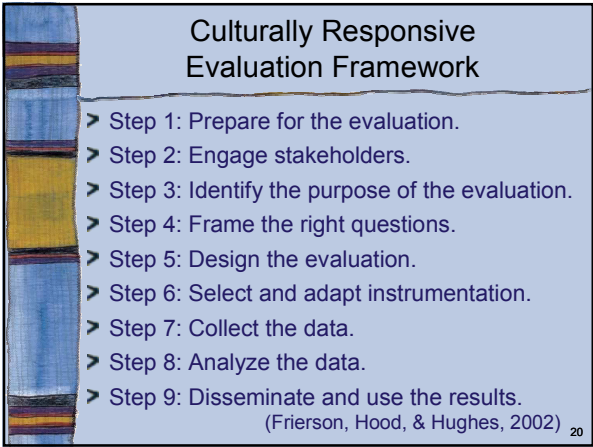 Culturally Responsive
Evaluation Framework
Step 1: Prepare for the evaluation.
Step 2: Engage stakeholders.
Step 3: Identify the purpose of the evaluation.
Step 4: Frame the right questions.
Step 5: Design the evaluation.
Step 6: Select and adapt instrumentation.
Step 7: Collect the data.
Step 8: Analyze the data.
Step 9: Disseminate and use the results.
(Frierson, Hood, & Hughes, 2002)
20